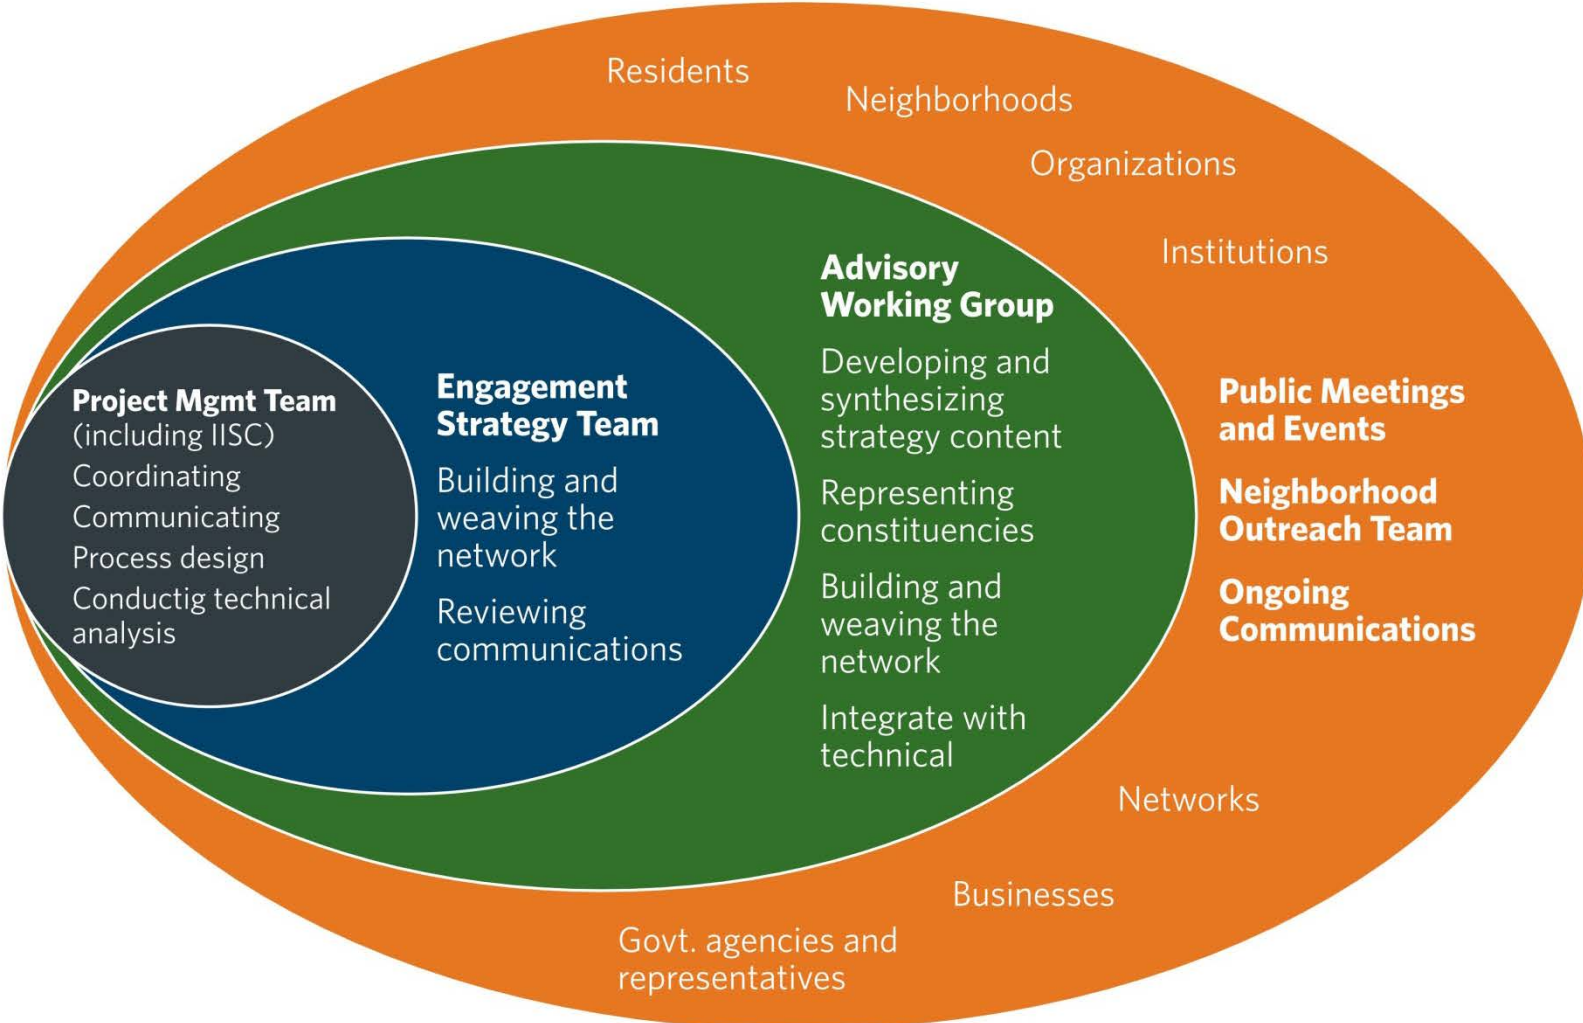 Residents
Neighborhoods
Organizations
Institutions
Project Mgmt Team
(including IISC)
Coordinating
Communicating
Process design
Conductig technical
analysis
Engagement
Strategy Team
Building and
weaving the
network
Reviewing
communications
Advisory
Working Group
Developing and
synthesizing
strategy content
Representing
constituencies
Building and
weaving the
network
Integrate with
technical
Public Meetings
and Events
Neighborhood
Outreach Team
Ongoing
Communications
Networks
Businesses
Govt. agencies and
representatives